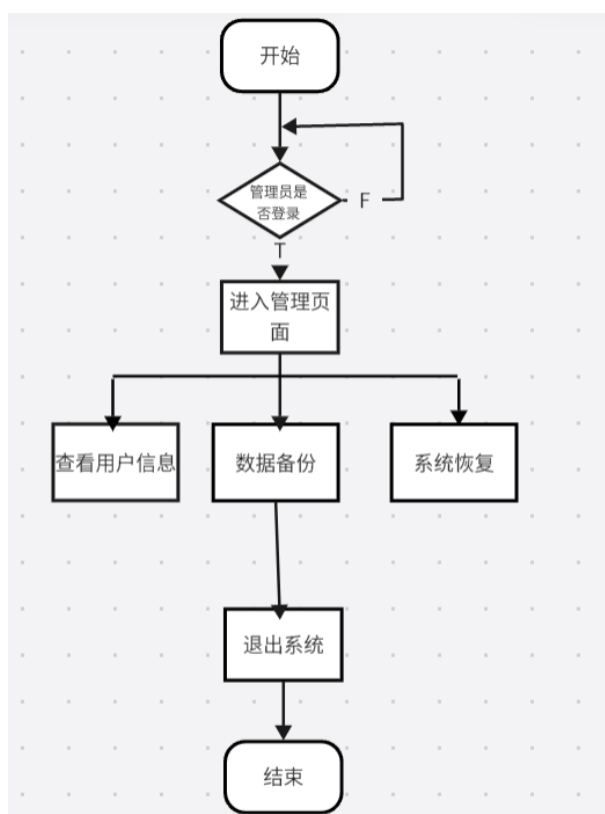 开始
管理员是
否登录
F
T
进入管理页
面
查看用户信息
数据备份
系统恢复
退出系统
结束